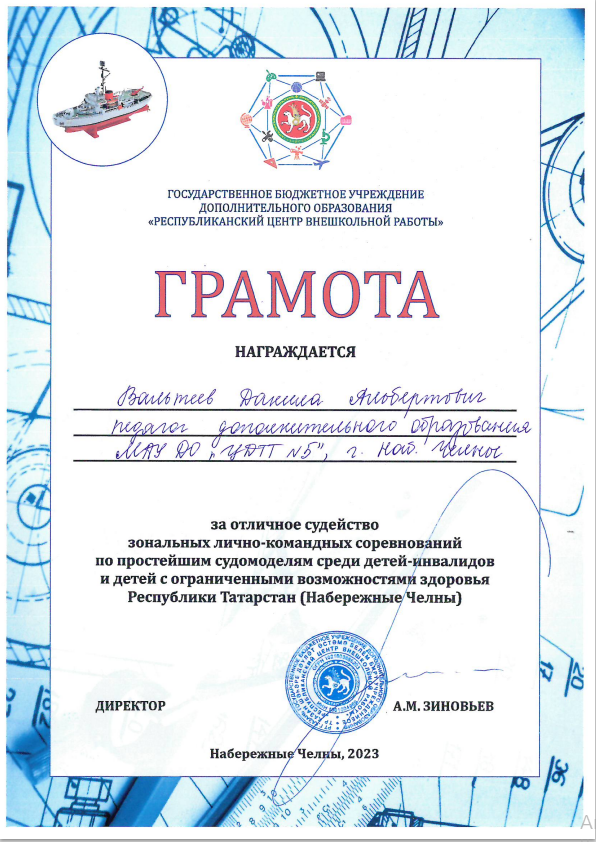 ГОСУДАРСТВЕННОЕ БЮДЖЕТНОЕ УЧРЕЖДЕНИЕ
ДОПОЛНИТЕЛЬНОГО ОБРАЗОВАНИЯ
«РЕСПУБЛИКАНСКИЙ ЦЕНТР ВНЕШКОЛЬНОЙ РАБОТЫ»
ГРАМОТА
НАГРАЖДАЕТСЯ
Вальтеев Данила Альбертович
педагог дополнительного образования
МАУ ДО "ЦДТТ №5", г. Наб. Челны
за отличное судейство
зональных лично-командных соревнований
по простейшим судомоделям среди детей-инвалидов
и детей с ограниченными возможностями здоровья
Республики Татарстан (Набережные Челны)
ДИРЕКТОР А.М. ЗИНОВЬЕВ
Набережные Челны, 2023
20
36